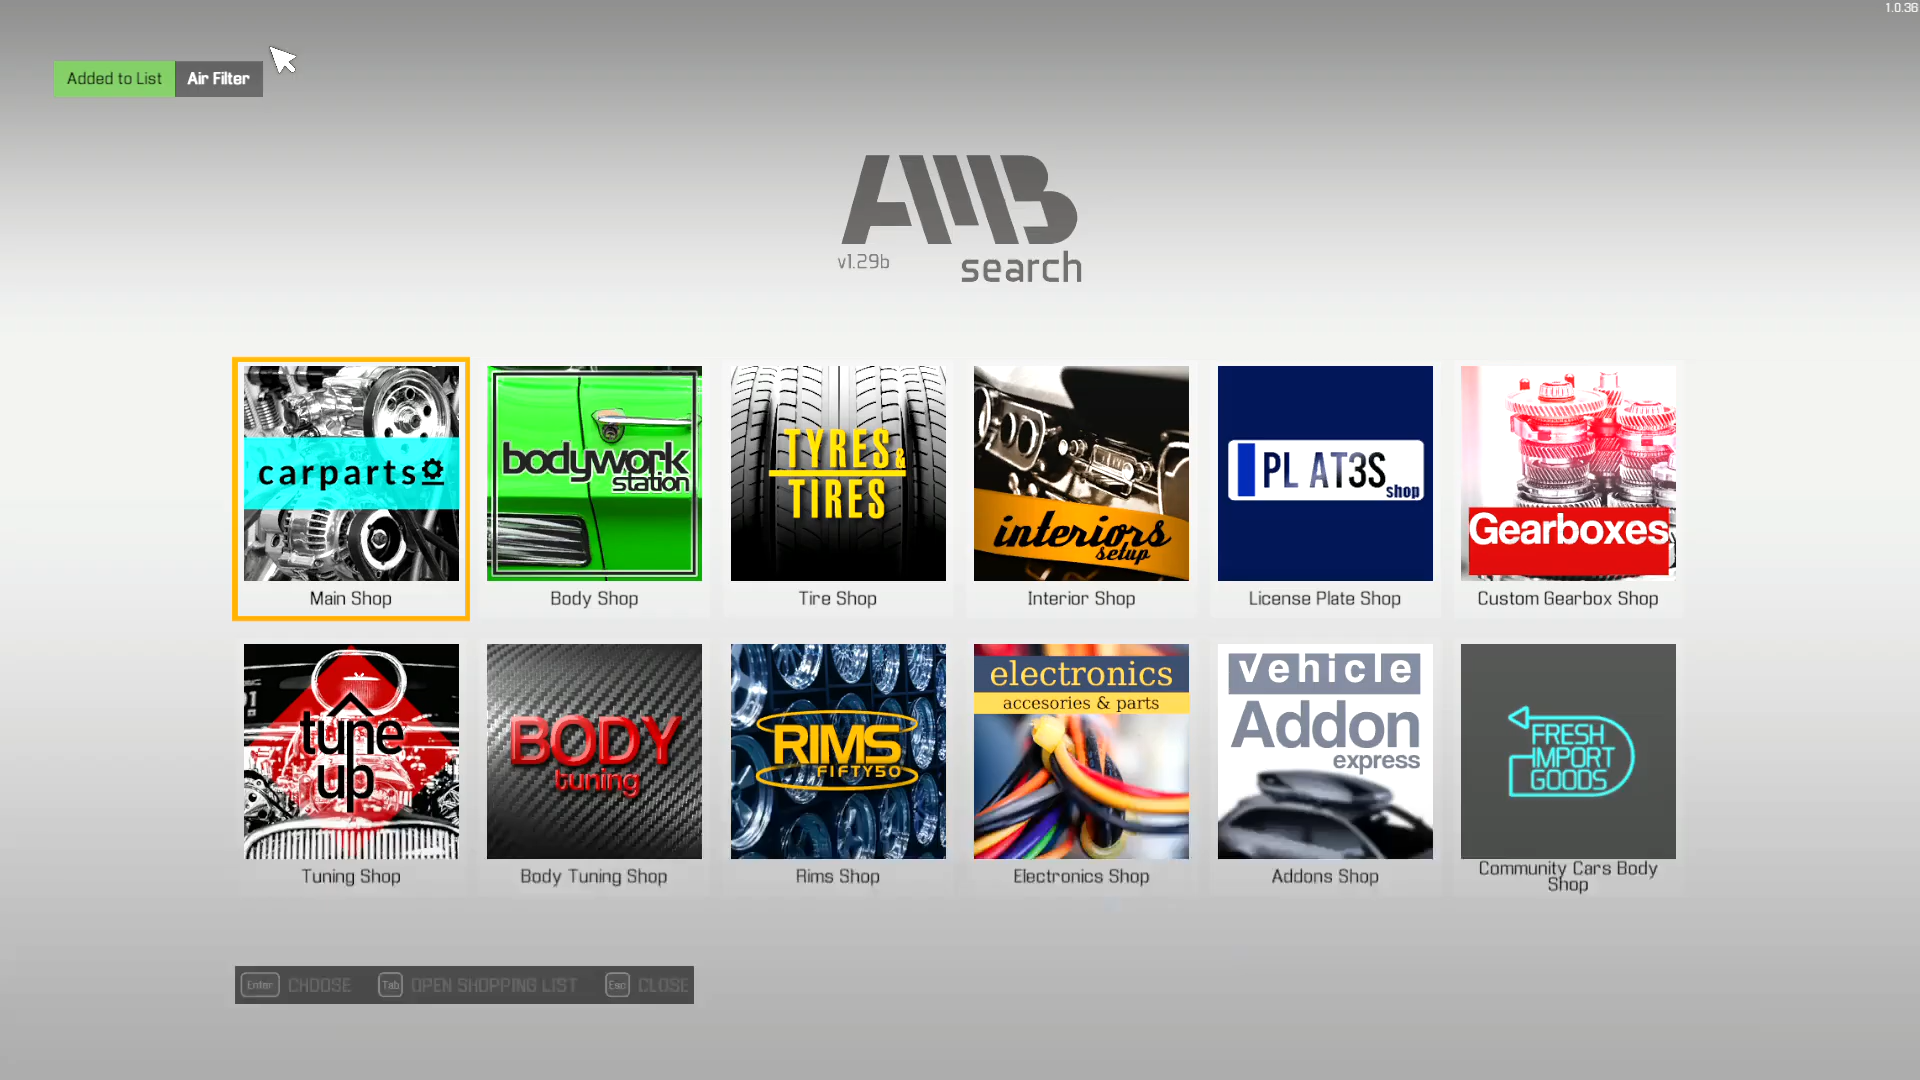 1.0.36
Added to List Air Filter
AMB
v1.29b
search
carparts
bodywork
station
TYRES &
TIRES
interiors
setup
PL AT3S
shop
Gearboxes
Main Shop
Body Shop
Tire Shop
Interior Shop
License Plate Shop
Custom Gearbox Shop
tune
up
BODY
tuning
RIMS
FIFTY50
electronics
accesories & parts
vehicle
Addon
express
FRESH
IMPORT
GOODS
Tuning Shop
Body Tuning Shop
Rims Shop
Electronics Shop
Addons Shop
Community Cars Body
Shop
Enter CHOOSE Tab OPEN SHOPPING LIST Esc CLOSE